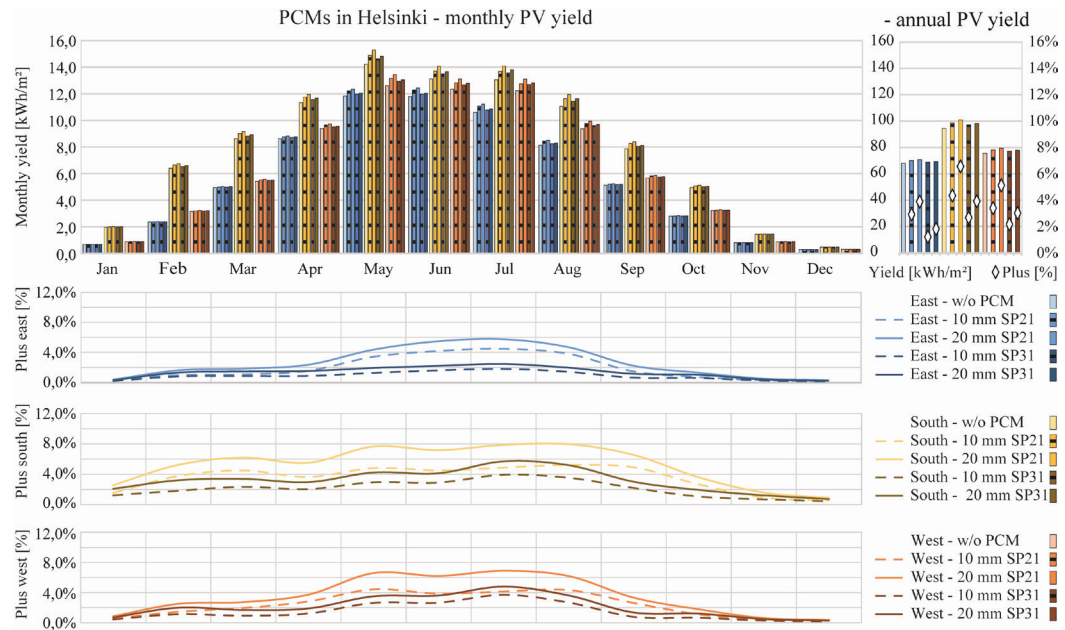 PCMs in Helsinki - monthly PV yield
- annual PV yield
Monthly yield [kWh/m²]
16,0
14,0
12,0
10,0
8,0
6,0
4,0
2,0
0,0
Jan Feb Mar Apr May Jun Jul Aug Sep Oct Nov Dec
160 16%
140 14%
120 12%
100 10%
80 8%
60 6%
40 4%
20 2%
0 0%
Yield [kWh/m²] Plus [%]
Plus east [%]
12,0%
8,0%
4,0%
0,0%
East - w/o PCM
East - 10 mm SP21
East - 20 mm SP21
East - 10 mm SP31
East - 20 mm SP31
Plus south [%]
12,0%
8,0%
4,0%
0,0%
South - w/o PCM
South - 10 mm SP21
South - 20 mm SP21
South - 10 mm SP31
South - 20 mm SP31
Plus west [%]
12,0%
8,0%
4,0%
0,0%
West - w/o PCM
West - 10 mm SP21
West - 20 mm SP21
West - 10 mm SP31
West - 20 mm SP31